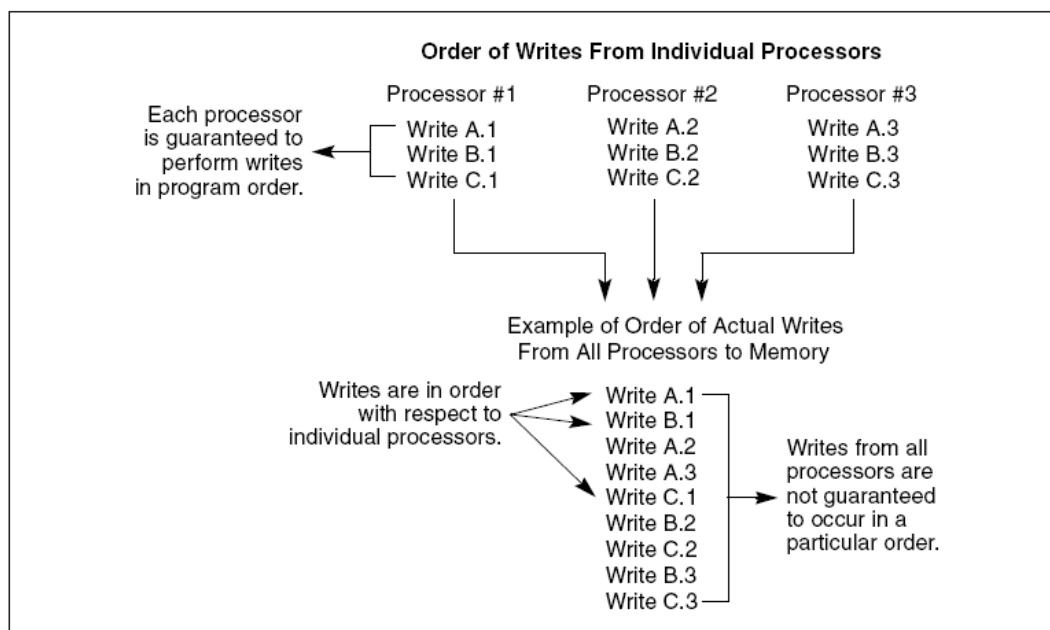 Order of Writes From Individual Processors
Each processor
is guaranteed to
perform writes
in program order.
Processor #1
Write A.1
Write B.1
Write C.1
Processor #2
Write A.2
Write B.2
Write C.2
Processor #3
Write A.3
Write B.3
Write C.3
Example of Order of Actual Writes
From All Processors to Memory
Writes are in order
with respect to
individual processors.
Write A.1
Write B.1
Write A.2
Write A.3
Write C.1
Write B.2
Write C.2
Write B.3
Write C.3
Writes from all
processors are
not guaranteed
to occur in a
particular order.